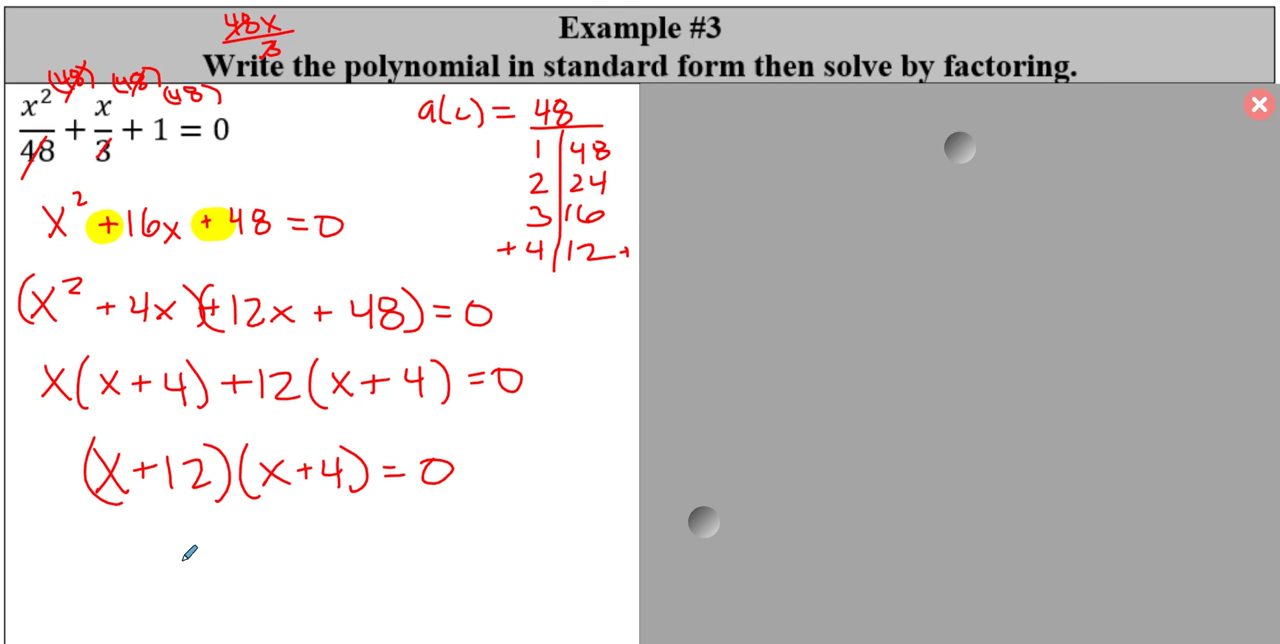 Example #3
48x/3
Write the polynomial in standard form then solve by factoring.
(48) (48) (48)
x²/48 + x/3 + 1 = 0
x² + 16x + 48 = 0
(x² + 4x)(+12x + 48) = 0
x(x+4) + 12(x+4) = 0
(x+12)(x+4) = 0
a(c) = 48
1 | 48
2 | 24
3 | 16
+ 4 | 12 +